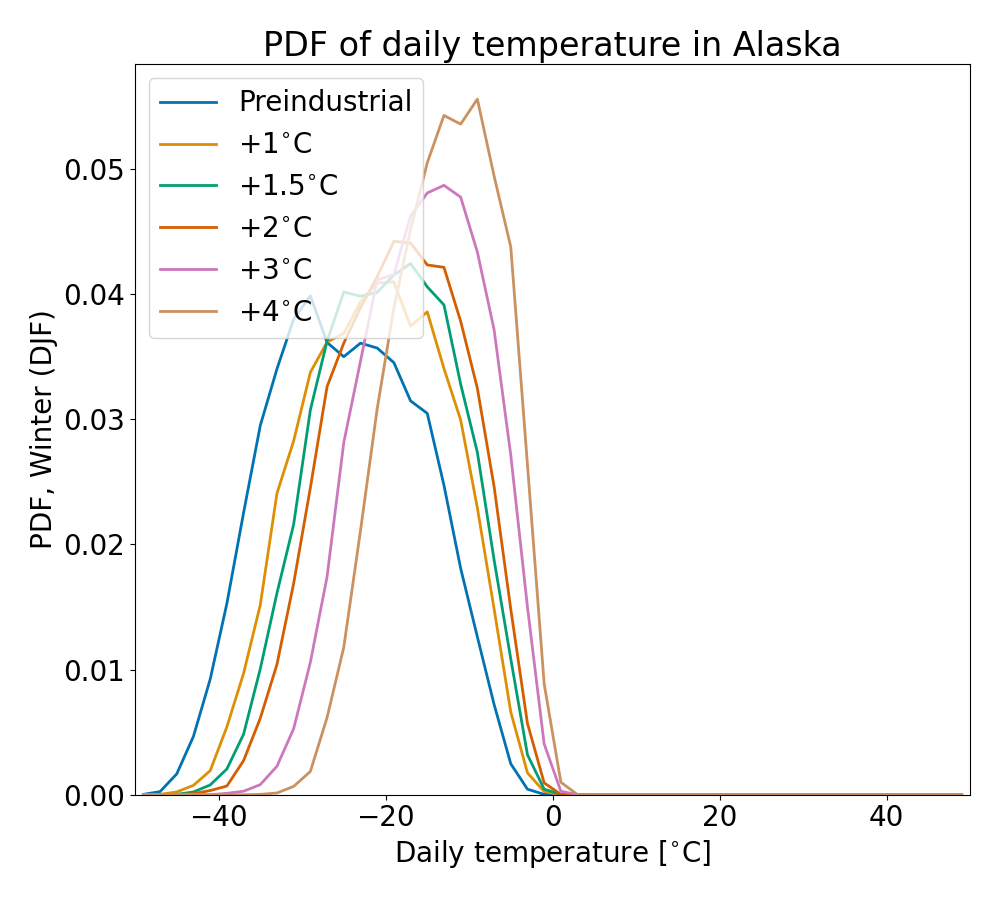 PDF of daily temperature in Alaska
Preindustrial
+1°C
+1.5°C
+2°C
+3°C
+4°C
PDF, Winter (DJF)
0.05
0.04
0.03
0.02
0.01
0.00
−40
−20
0
20
40
Daily temperature [°C]